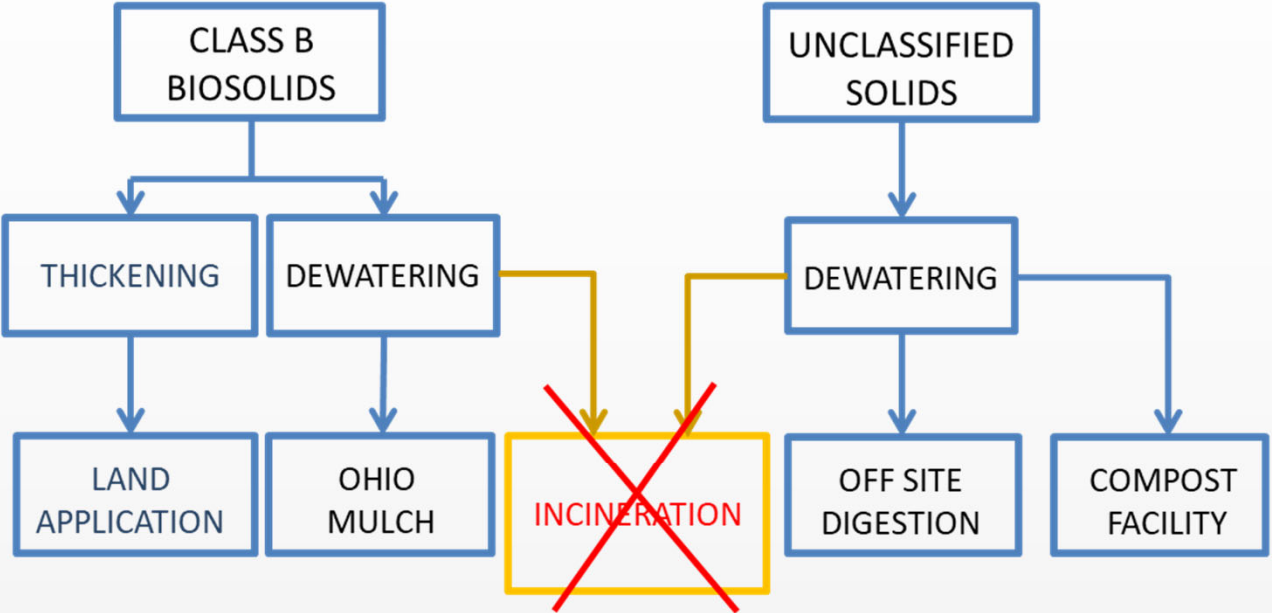 CLASS B
BIOSOLIDS
UNCLASSIFIED
SOLIDS
THICKENING
DEWATERING
DEWATERING
LAND
APPLICATION
OHIO
MULCH
INCINERATION
OFF SITE
DIGESTION
COMPOST
FACILITY